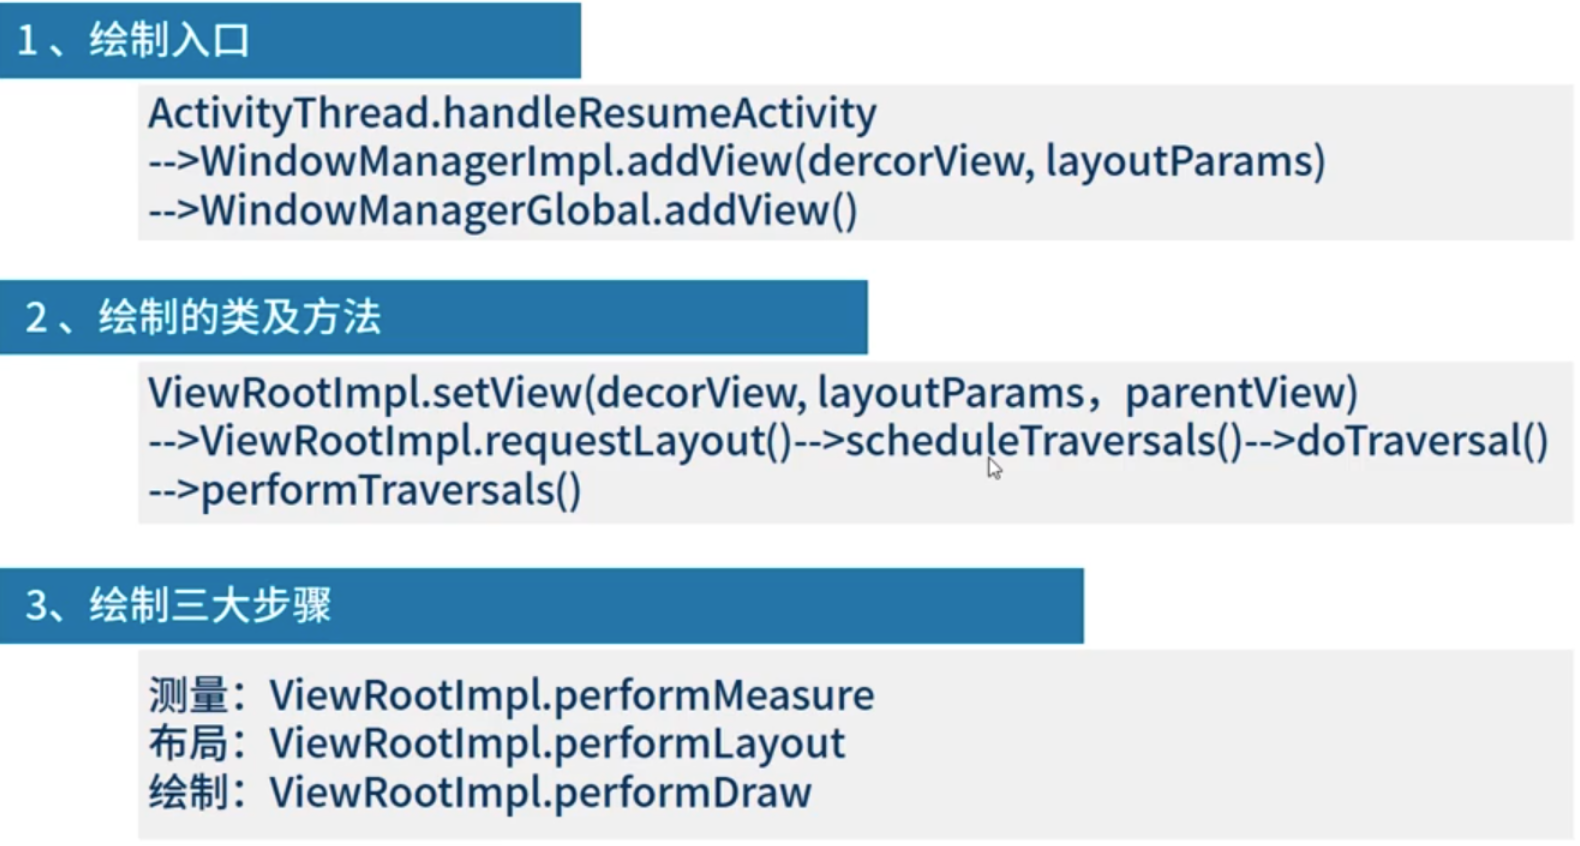 1 、绘制入口
ActivityThread.handleResumeActivity
-->WindowManagerImpl.addView(dercorView, layoutParams)
-->WindowManagerGlobal.addView()
2 、绘制的类及方法
ViewRootImpl.setView(decorView, layoutParams，parentView)
-->ViewRootImpl.requestLayout()-->scheduleTraversals()-->doTraversal()
-->performTraversals()
3、绘制三大步骤
测量：ViewRootImpl.performMeasure
布局：ViewRootImpl.performLayout
绘制：ViewRootImpl.performDraw